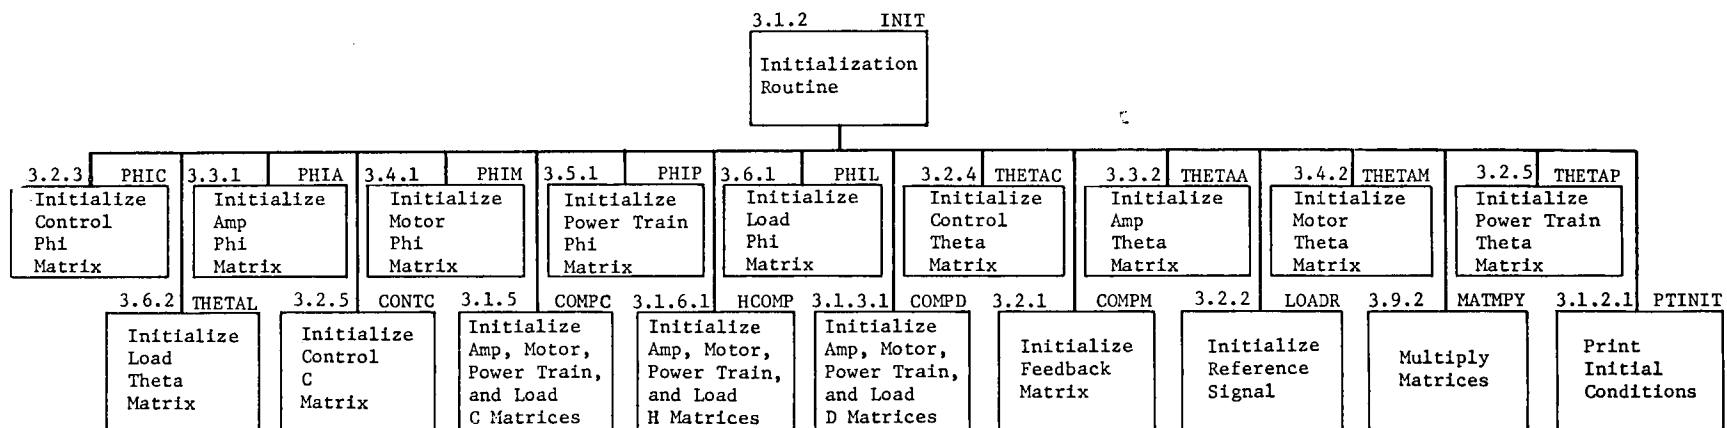 3.1.2 INIT
Initialization
Routine
3.2.3 PHIC
Initialize
Control
Phi
Matrix
3.3.1 PHIA
Initialize
Amp
Phi
Matrix
3.4.1 PHIM
Initialize
Motor
Phi
Matrix
3.5.1 PHIP
Initialize
Power Train
Phi
Matrix
3.6.1 PHIL
Initialize
Load
Phi
Matrix
3.2.4 THETAC
Initialize
Control
Theta
Matrix
3.3.2 THETAA
Initialize
Amp
Theta
Matrix
3.4.2 THETAM
Initialize
Motor
Theta
Matrix
3.2.5 THETAP
Initialize
Power Train
Theta
Matrix
3.6.2 THETAL
Initialize
Load
Theta
Matrix
3.2.5 CONTC
Initialize
Control
C
Matrix
3.1.5 COMPC
Initialize
Amp, Motor,
Power Train,
and Load
C Matrices
3.1.6.1 HCOMP
Initialize
Amp, Motor,
Power Train,
and Load
H Matrices
3.1.3.1 COMPD
Initialize
Amp, Motor,
Power Train,
and Load
D Matrices
3.2.1 COMPM
Initialize
Feedback
Matrix
3.2.2 LOADR
Initialize
Reference
Signal
3.9.2 MATMPY
Multiply
Matrices
3.1.2.1 PTINIT
Print
Initial
Conditions